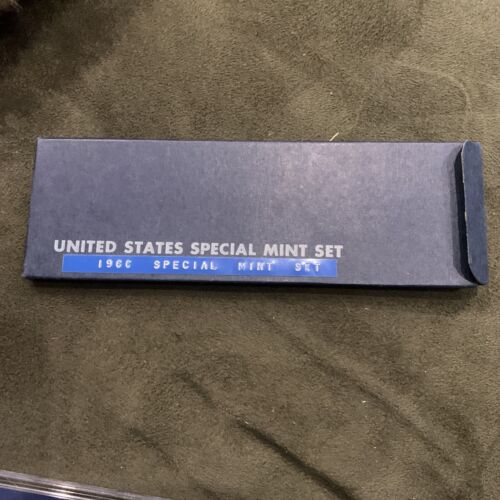 UNITED STATES SPECIAL MINT SET
1966 SPECIAL MINT SET